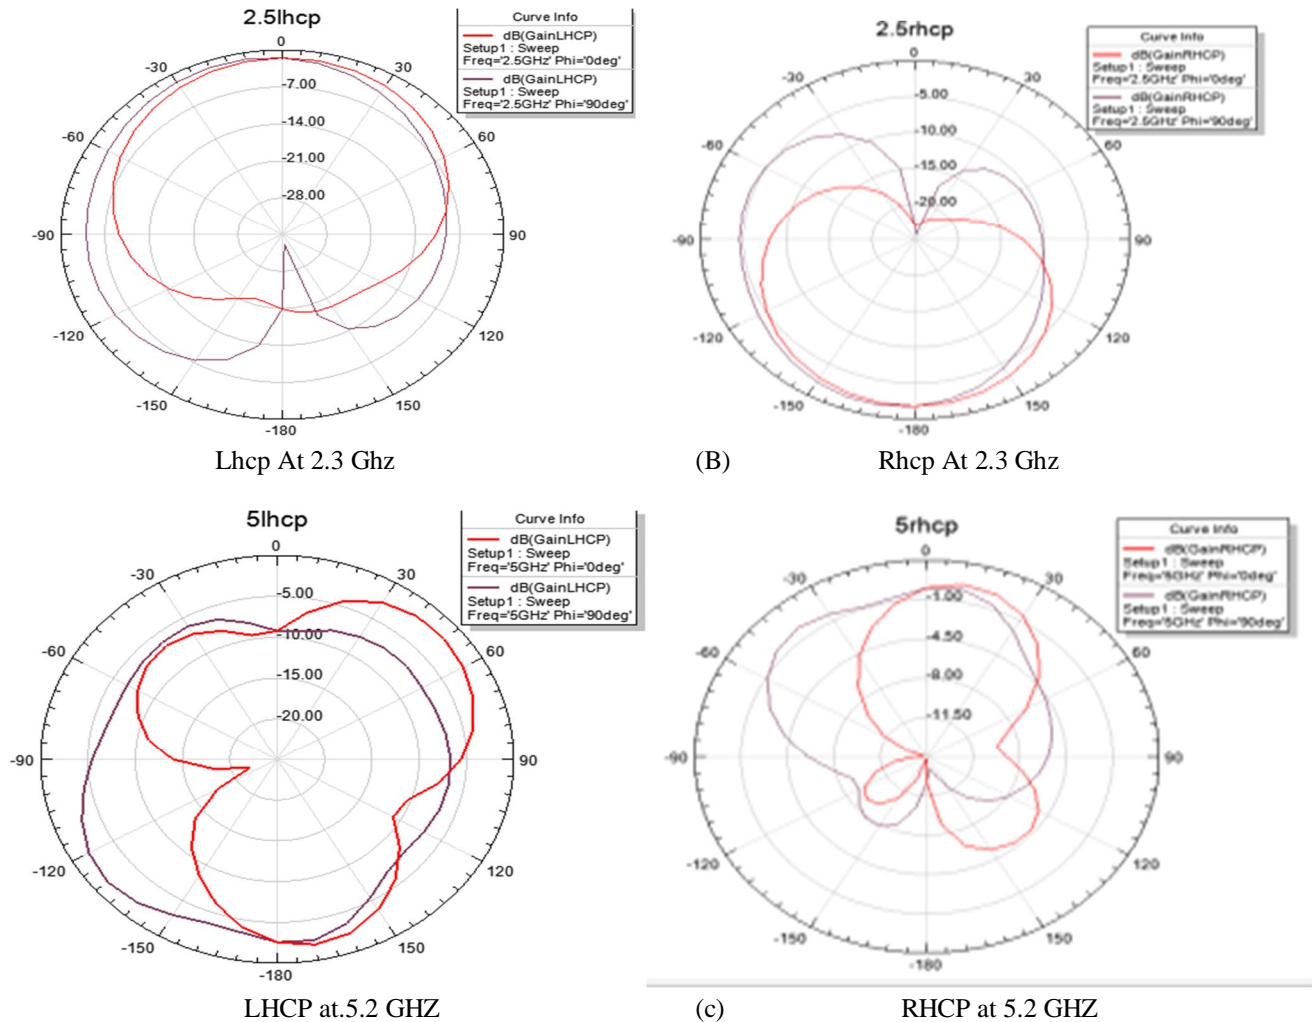 2.5lhcp
Curve Info
dB(GainLHCP)
Setup1 : Sweep
Freq='2.5GHz' Phi='0deg'
dB(GainLHCP)
Setup1 : Sweep
Freq='2.5GHz' Phi='90deg'
0
-30
30
-7.00
-14.00
-60
60
-21.00
-28.00
-90
90
-120
120
-150
150
-180
2.5rhcp
Curve Info
dB(GainRHCP)
Setup1 : Sweep
Freq='2.5GHz' Phi='0deg'
dB(GainRHCP)
Setup1 : Sweep
Freq='2.5GHz' Phi='90deg'
0
-30
30
-5.00
-10.00
-60
60
-15.00
-20.00
-90
90
-120
120
-150
150
-180
Lhcp At 2.3 Ghz
(B)
Rhcp At 2.3 Ghz
5lhcp
Curve Info
dB(GainLHCP)
Setup1 : Sweep
Freq='5GHz' Phi='0deg'
dB(GainLHCP)
Setup1 : Sweep
Freq='5GHz' Phi='90deg'
0
-30
30
-5.00
-10.00
-60
60
-15.00
-20.00
-90
90
-120
120
-150
150
-180
5rhcp
Curve Info
dB(GainRHCP)
Setup1 : Sweep
Freq='5GHz' Phi='0deg'
dB(GainRHCP)
Setup1 : Sweep
Freq='5GHz' Phi='90deg'
0
-30
30
-1.00
-4.50
-60
60
-8.00
-11.50
-90
90
-120
120
-150
150
-180
LHCP at.5.2 GHZ
(c)
RHCP at 5.2 GHZ